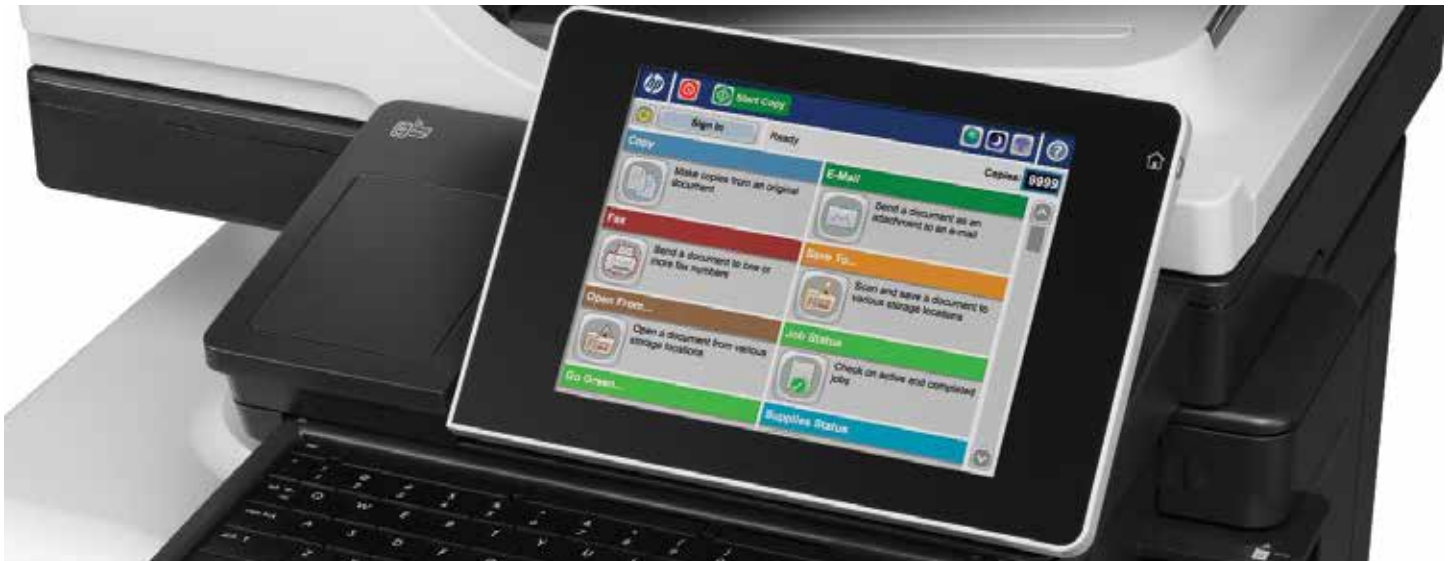 hp
Start Copy
Sign In
Ready
Copies: 9999
Copy
Make copies from an original
document
E-Mail
Send a document as an
attachment to an e-mail
Fax
Send a document to one or
more fax numbers
Save To...
Scan and save a document to
various storage locations
Open From...
Open a document from various
storage locations
Job Status
Check on active and completed
jobs
Go Green...
Supplies Status